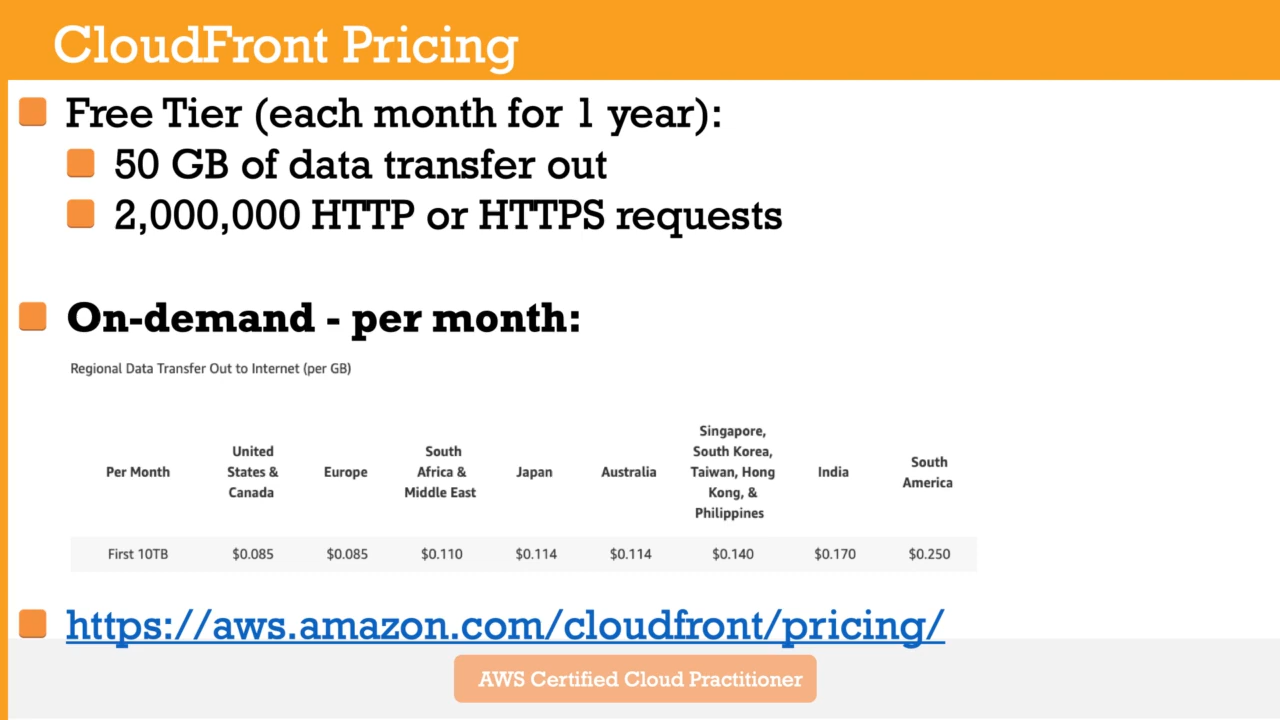 CloudFront Pricing
Free Tier (each month for 1 year):
50 GB of data transfer out
2,000,000 HTTP or HTTPS requests
On-demand - per month:
Regional Data Transfer Out to Internet (per GB)
Per Month
United
States &
Canada
Europe
South
Africa &
Middle East
Japan
Australia
Singapore,
South Korea,
Taiwan, Hong
Kong, &
Philippines
India
South
America
First 10TB $0.085 $0.085 $0.110 $0.114 $0.114 $0.140 $0.170 $0.250
https://aws.amazon.com/cloudfront/pricing/
AWS Certified Cloud Practitioner